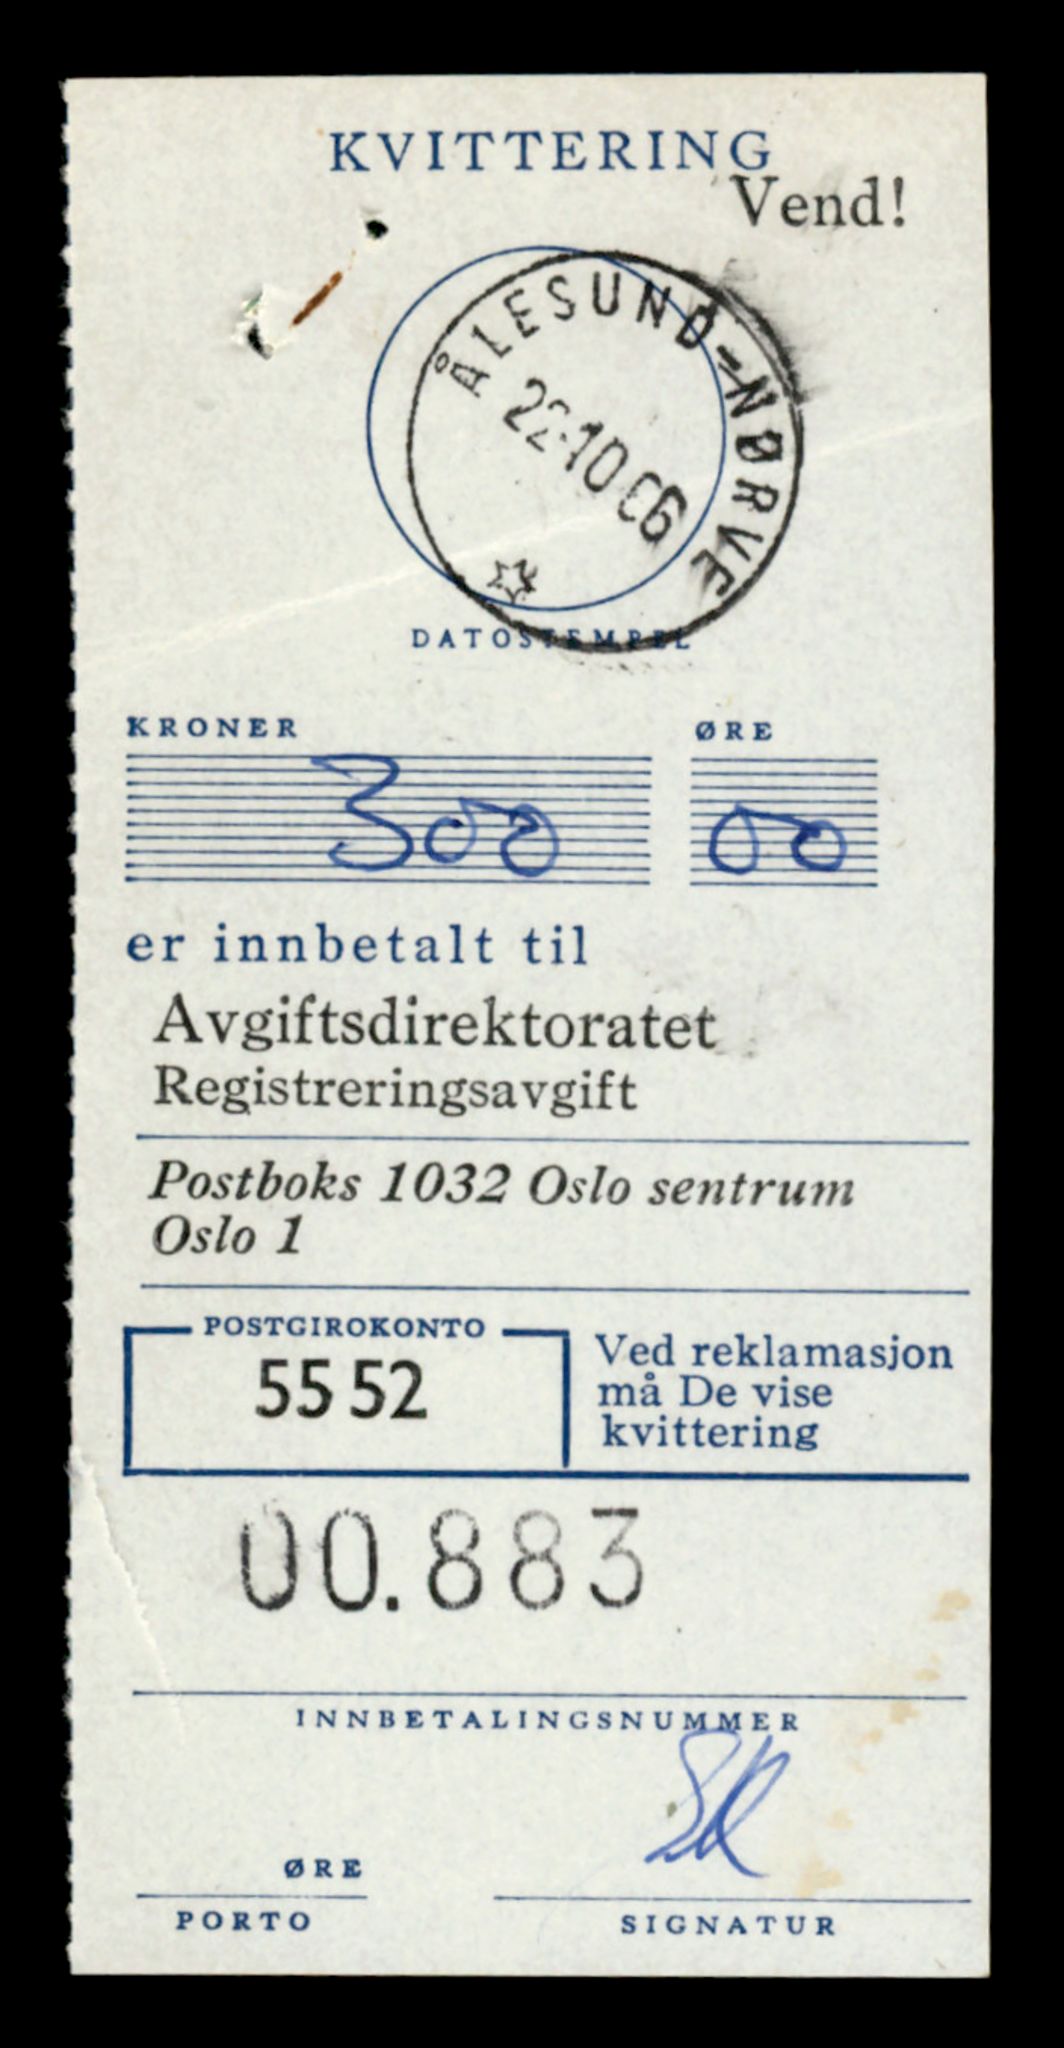 KVITTERING
Vend!
ÅLESUND-NØRVE
22-10
DATOSTEMPEL
KRONER ØRE
300 00
er innbetalt til
Avgiftsdirektoratet
Registreringsavgift
Postboks 1032 Oslo sentrum
Oslo 1
POSTGIROKONTO
55 52
Ved reklamasjon
må De vise
kvittering
00.883
INNBETALINGSNUMMER
ØRE
PORTO
SIGNATUR